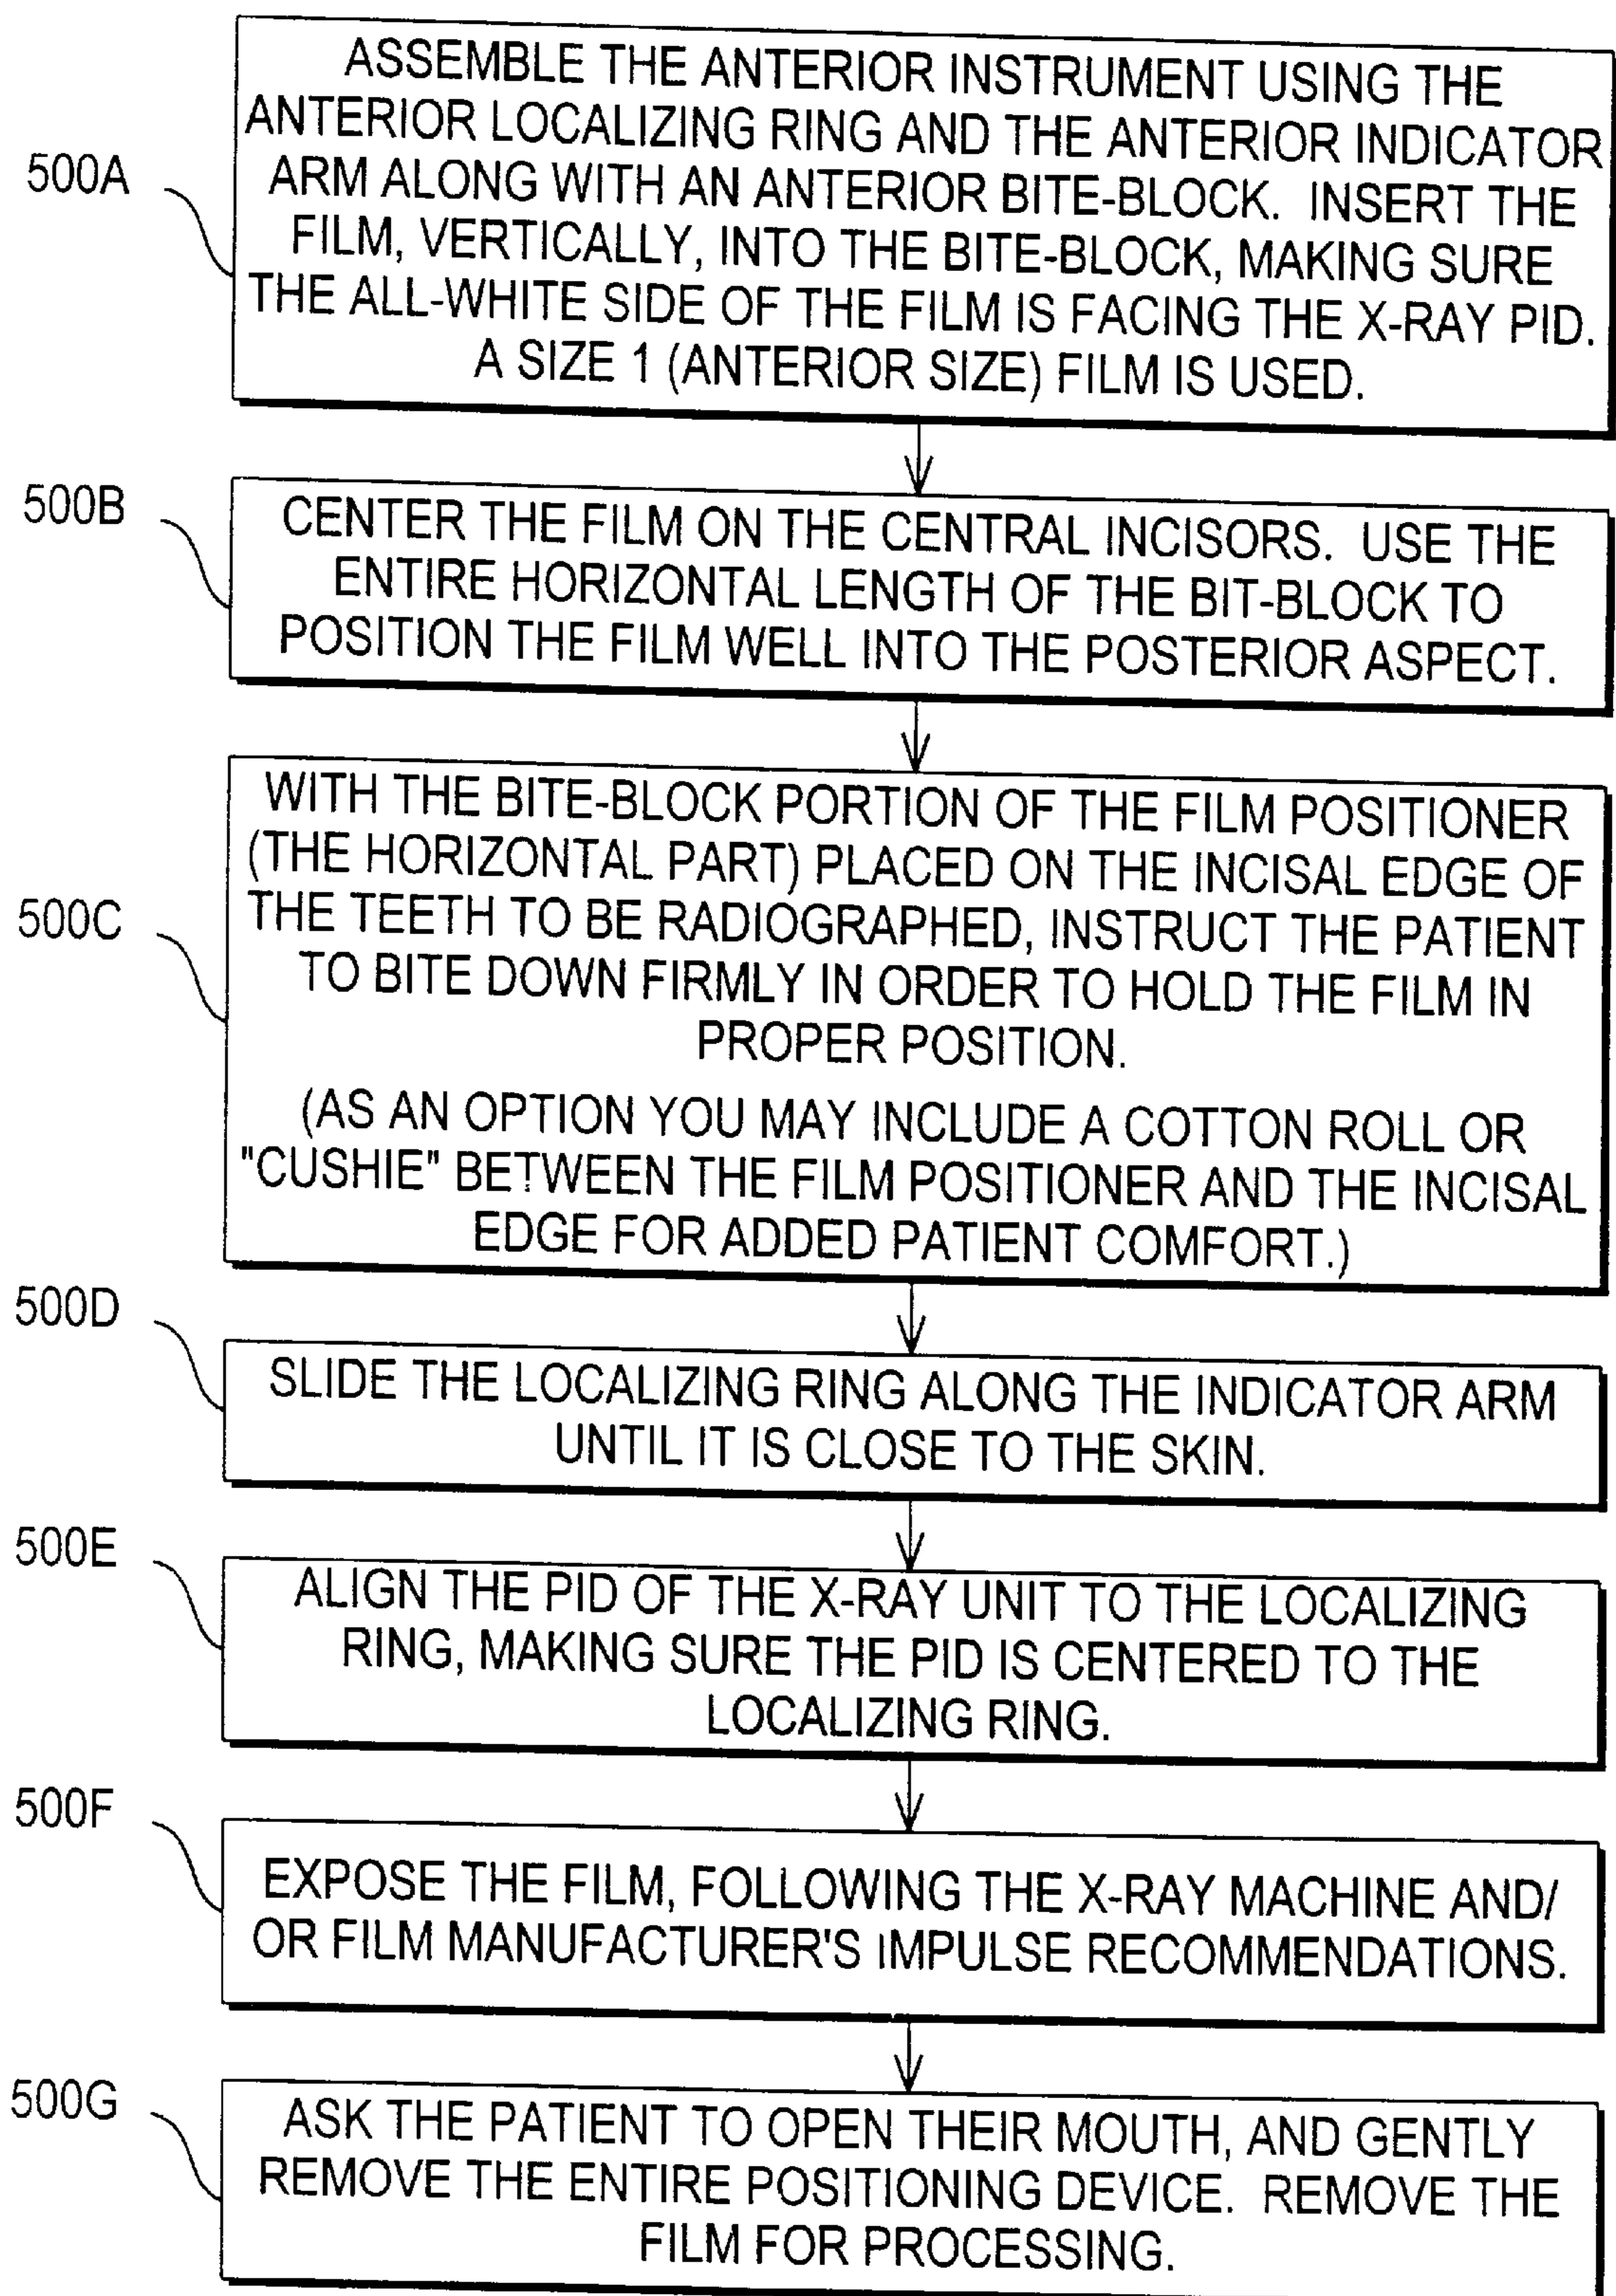 ASSEMBLE THE ANTERIOR INSTRUMENT USING THE
ANTERIOR LOCALIZING RING AND THE ANTERIOR INDICATOR
500A
ARM ALONG WITH AN ANTERIOR BITE-BLOCK. INSERT THE
FILM, VERTICALLY, INTO THE BITE-BLOCK, MAKING SURE
THE ALL-WHITE SIDE OF THE FILM IS FACING THE X-RAY PID.
A SIZE 1 (ANTERIOR SIZE) FILM IS USED.
500B
CENTER THE FILM ON THE CENTRAL INCISORS. USE THE
ENTIRE HORIZONTAL LENGTH OF THE BIT-BLOCK TO
POSITION THE FILM WELL INTO THE POSTERIOR ASPECT.
WITH THE BITE-BLOCK PORTION OF THE FILM POSITIONER
(THE HORIZONTAL PART) PLACED ON THE INCISAL EDGE OF
500C
THE TEETH TO BE RADIOGRAPHED, INSTRUCT THE PATIENT
TO BITE DOWN FIRMLY IN ORDER TO HOLD THE FILM IN
PROPER POSITION.
(AS AN OPTION YOU MAY INCLUDE A COTTON ROLL OR
"CUSHIE" BETWEEN THE FILM POSITIONER AND THE INCISAL
EDGE FOR ADDED PATIENT COMFORT.)
500D
SLIDE THE LOCALIZING RING ALONG THE INDICATOR ARM
UNTIL IT IS CLOSE TO THE SKIN.
500E
ALIGN THE PID OF THE X-RAY UNIT TO THE LOCALIZING
RING, MAKING SURE THE PID IS CENTERED TO THE
LOCALIZING RING.
500F
EXPOSE THE FILM, FOLLOWING THE X-RAY MACHINE AND/
OR FILM MANUFACTURER'S IMPULSE RECOMMENDATIONS.
500G
ASK THE PATIENT TO OPEN THEIR MOUTH, AND GENTLY
REMOVE THE ENTIRE POSITIONING DEVICE. REMOVE THE
FILM FOR PROCESSING.